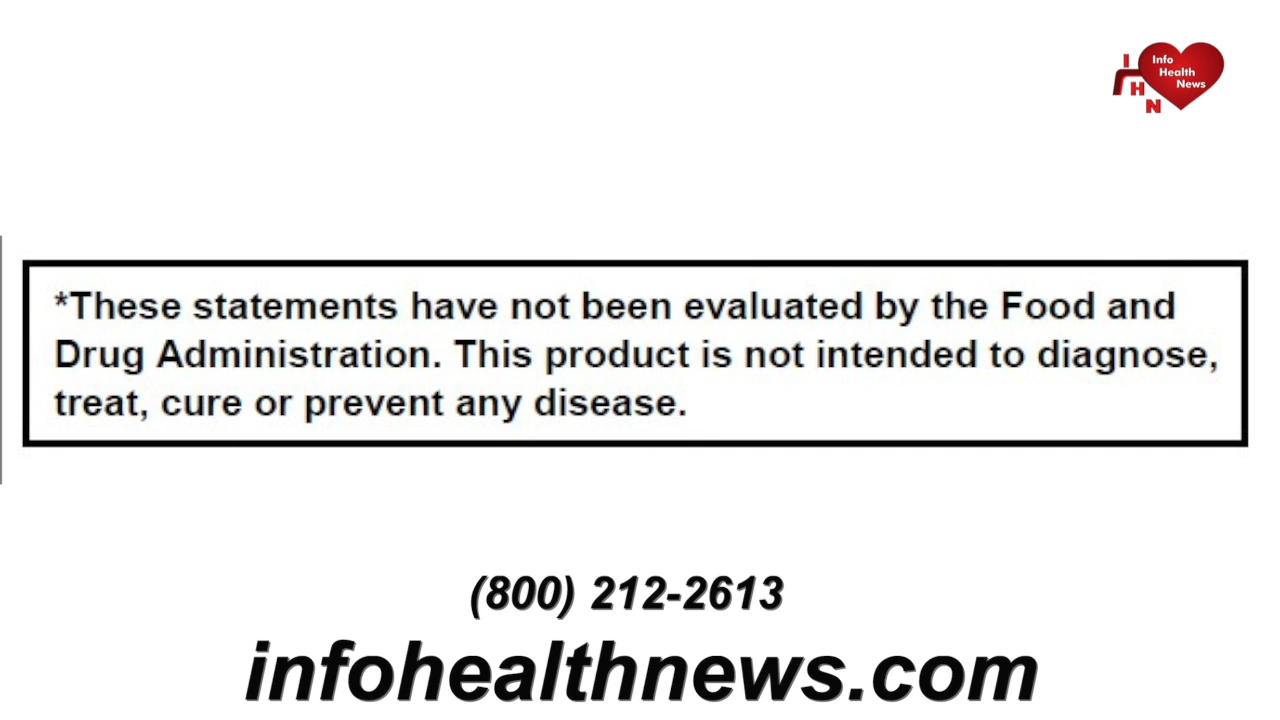 I
H
N
Info
Health
News
*These statements have not been evaluated by the Food and
Drug Administration. This product is not intended to diagnose,
treat, cure or prevent any disease.
(800) 212-2613
infohealthnews.com